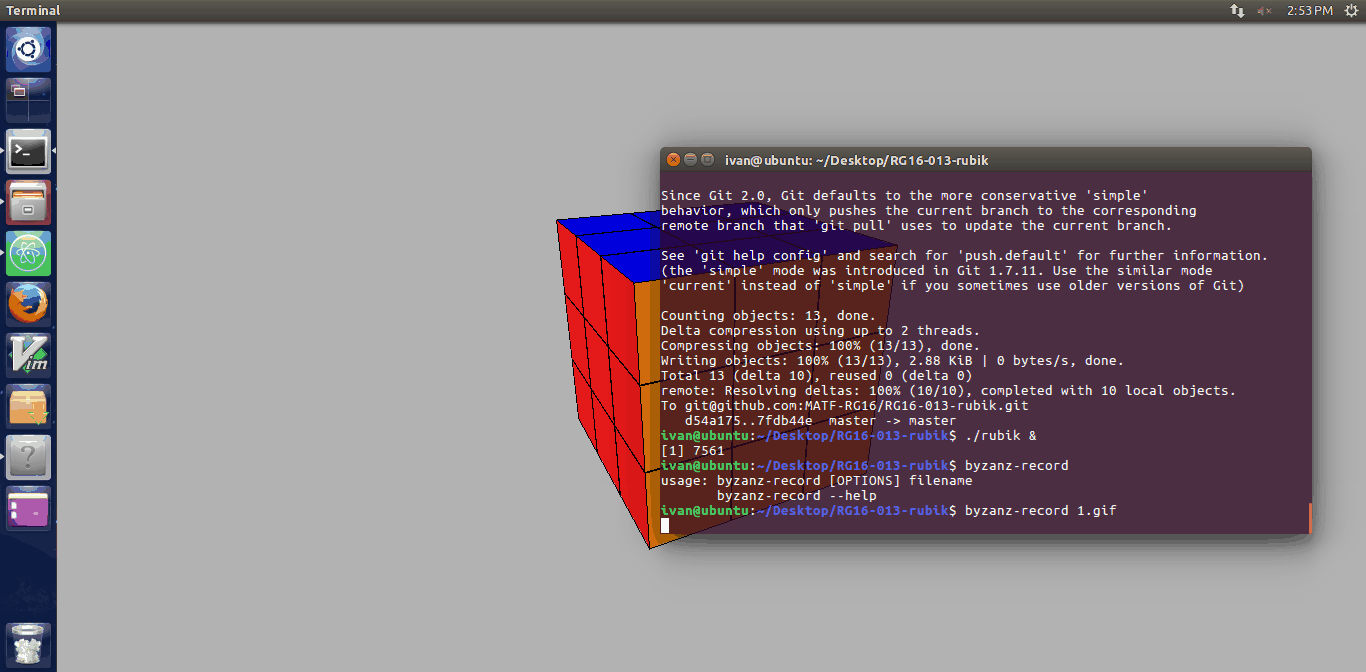 Terminal
2:53 PM
ivan@ubuntu: ~/Desktop/RG16-013-rubik
Since Git 2.0, Git defaults to the more conservative 'simple'
behavior, which only pushes the current branch to the corresponding
remote branch that 'git pull' uses to update the current branch.
See 'git help config' and search for 'push.default' for further information.
(the 'simple' mode was introduced in Git 1.7.11. Use the similar mode
'current' instead of 'simple' if you sometimes use older versions of Git)
Counting objects: 13, done.
Delta compression using up to 2 threads.
Compressing objects: 100% (13/13), done.
Writing objects: 100% (13/13), 2.88 KiB | 0 bytes/s, done.
Total 13 (delta 10), reused 0 (delta 0)
remote: Resolving deltas: 100% (10/10), completed with 10 local objects.
To git@github.com:MATF-RG16/RG16-013-rubik.git
   d54a175..7fdb44e  master -> master
ivan@ubuntu:~/Desktop/RG16-013-rubik$ ./rubik &
[1] 7561
ivan@ubuntu:~/Desktop/RG16-013-rubik$ byzanz-record
usage: byzanz-record [OPTIONS] filename
       byzanz-record --help
ivan@ubuntu:~/Desktop/RG16-013-rubik$ byzanz-record 1.gif
>_
Vim
?